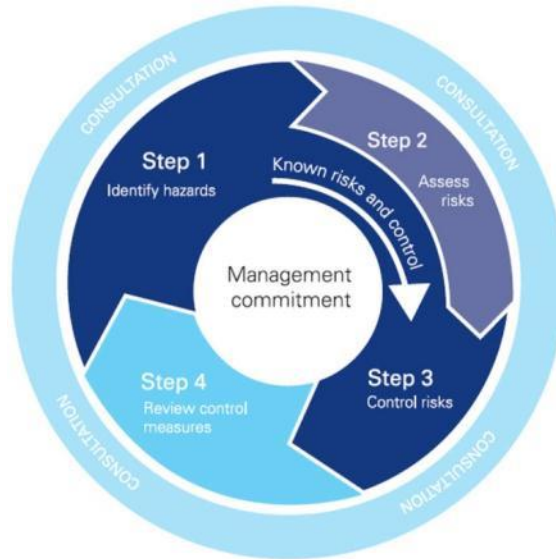 CONSULTATION
CONSULTATION
Step 1
Identify hazards
Step 2
Assess
risks
Known risks and control
Management
commitment
Step 3
Control risks
Step 4
Review control
measures
CONSULTATION
CONSULTATION